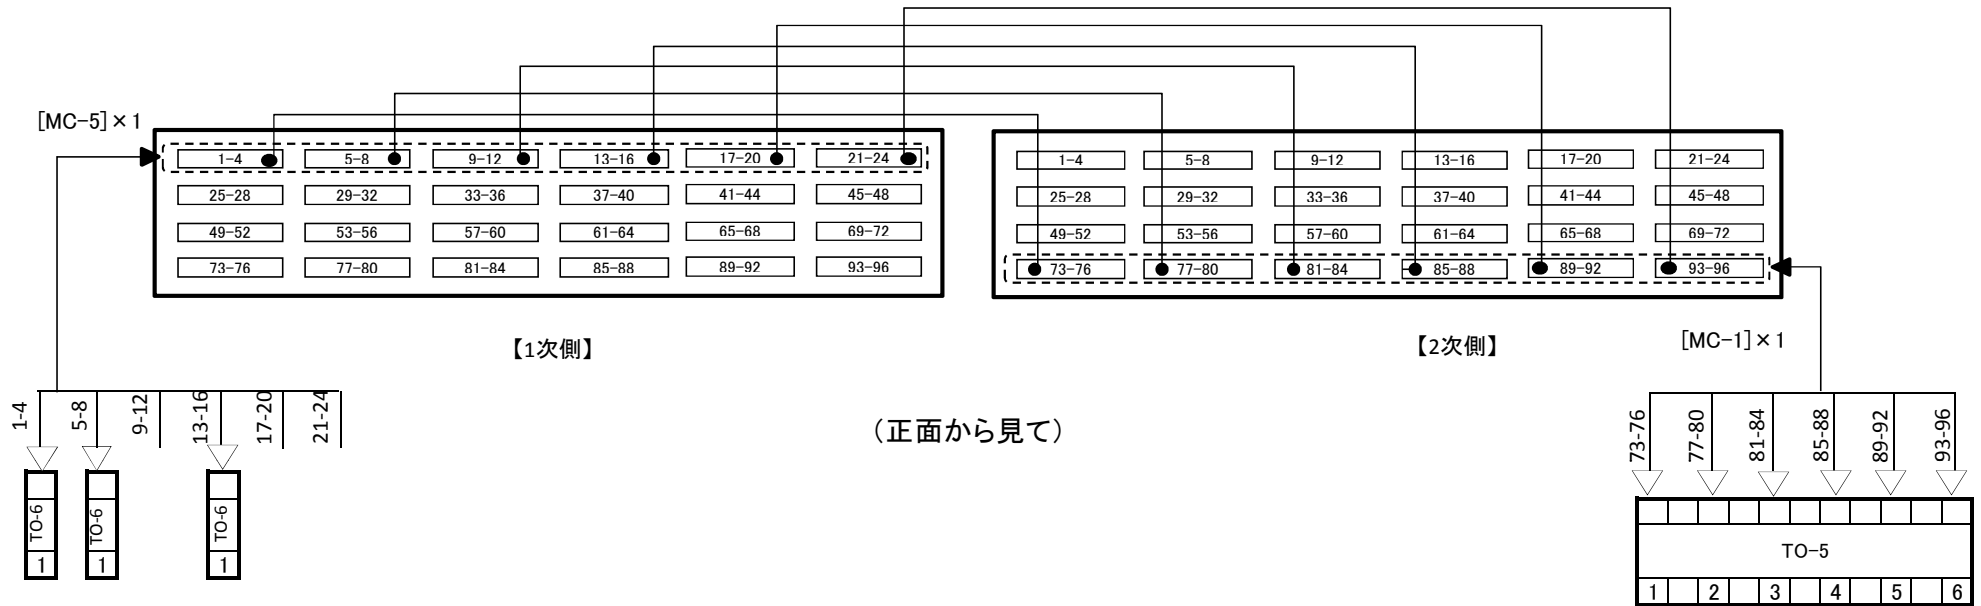 [MC-5]×1
1-4 5-8 9-12 13-16 17-20 21-24
25-28 29-32 33-36 37-40 41-44 45-48
49-52 53-56 57-60 61-64 65-68 69-72
73-76 77-80 81-84 85-88 89-92 93-96
【1次側】
1-4 5-8 9-12 13-16 17-20 21-24
25-28 29-32 33-36 37-40 41-44 45-48
49-52 53-56 57-60 61-64 65-68 69-72
73-76 77-80 81-84 85-88 89-92 93-96
【2次側】
[MC-1]×1
(正面から見て)
1-4 5-8 9-12 13-16 17-20 21-24
TO-6 TO-6 TO-6
1 1 1
73-76 77-80 81-84 85-88 89-92 93-96
TO-5
1 2 3 4 5 6